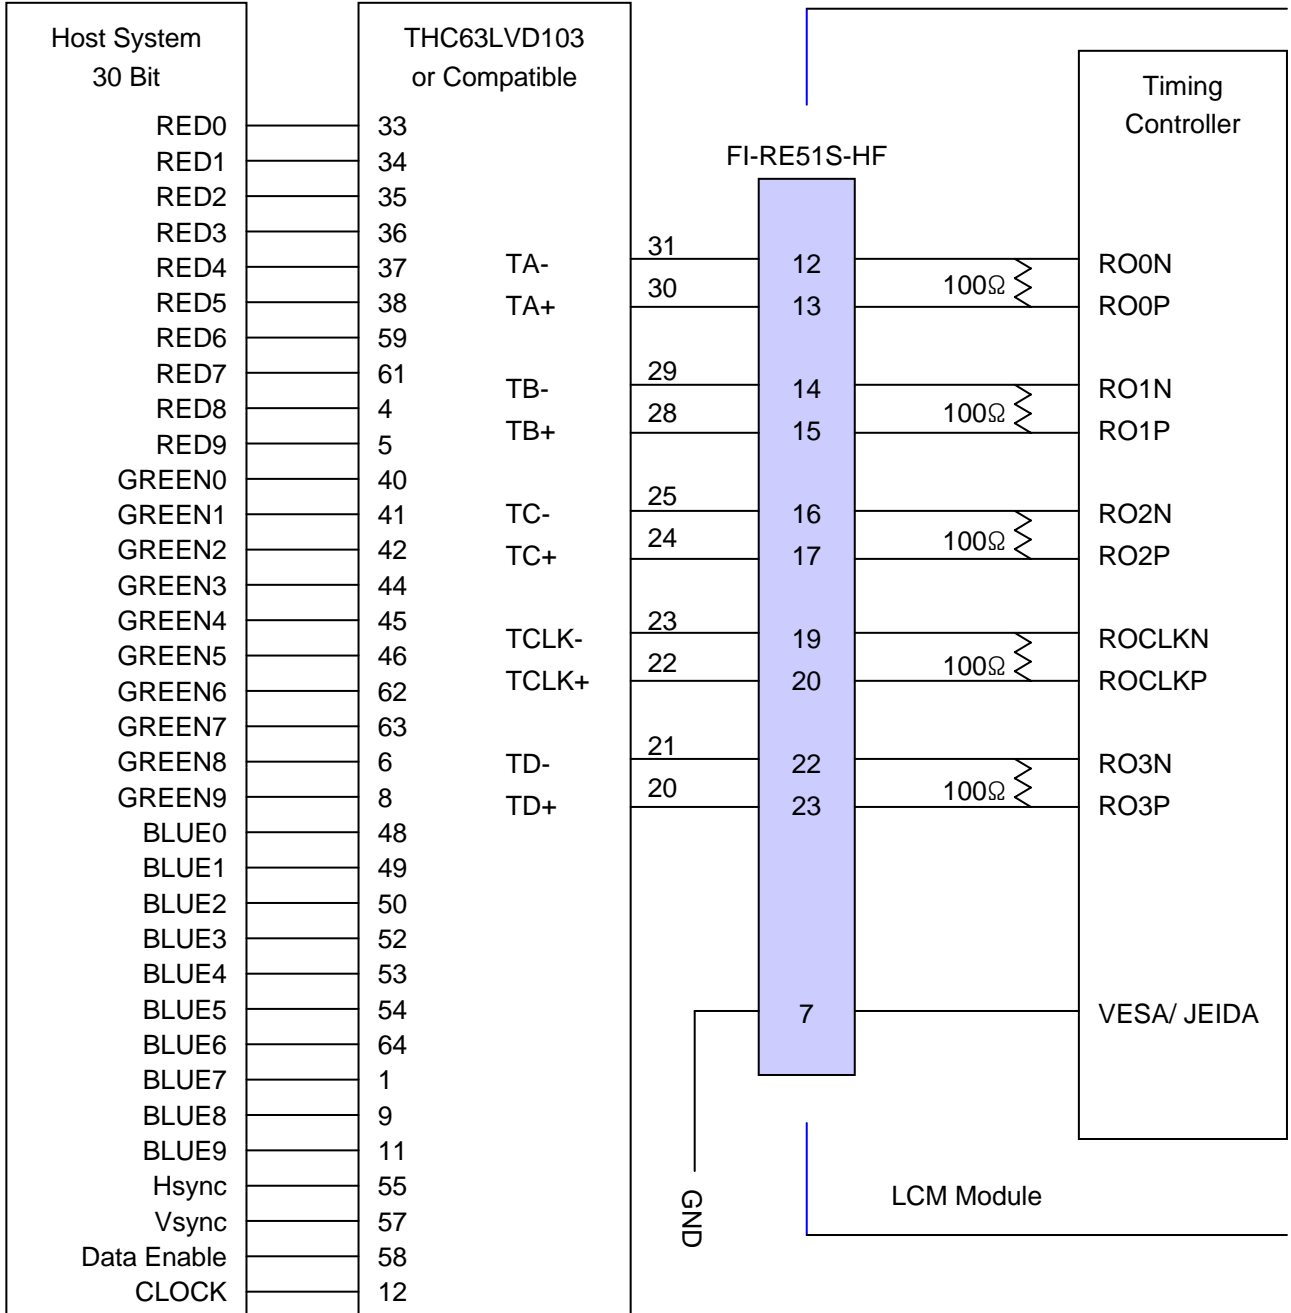 Host System
30 Bit
RED0
RED1
RED2
RED3
RED4
RED5
RED6
RED7
RED8
RED9
GREEN0
GREEN1
GREEN2
GREEN3
GREEN4
GREEN5
GREEN6
GREEN7
GREEN8
GREEN9
BLUE0
BLUE1
BLUE2
BLUE3
BLUE4
BLUE5
BLUE6
BLUE7
BLUE8
BLUE9
Hsync
Vsync
Data Enable
CLOCK
THC63LVD103
or Compatible
33
34
35
36
37
38
59
61
4
5
40
41
42
44
45
46
62
63
6
8
48
49
50
52
53
54
64
1
9
11
55
57
58
12
TA-
TA+
TB-
TB+
TC-
TC+
TCLK-
TCLK+
TD-
TD+
31
30
29
28
25
24
23
22
21
20
FI-RE51S-HF
12
13
14
15
16
17
19
20
22
23
7
GND
100Ω
100Ω
100Ω
100Ω
100Ω
Timing
Controller
RO0N
RO0P
RO1N
RO1P
RO2N
RO2P
ROCLKN
ROCLKP
RO3N
RO3P
VESA/ JEIDA
LCM Module